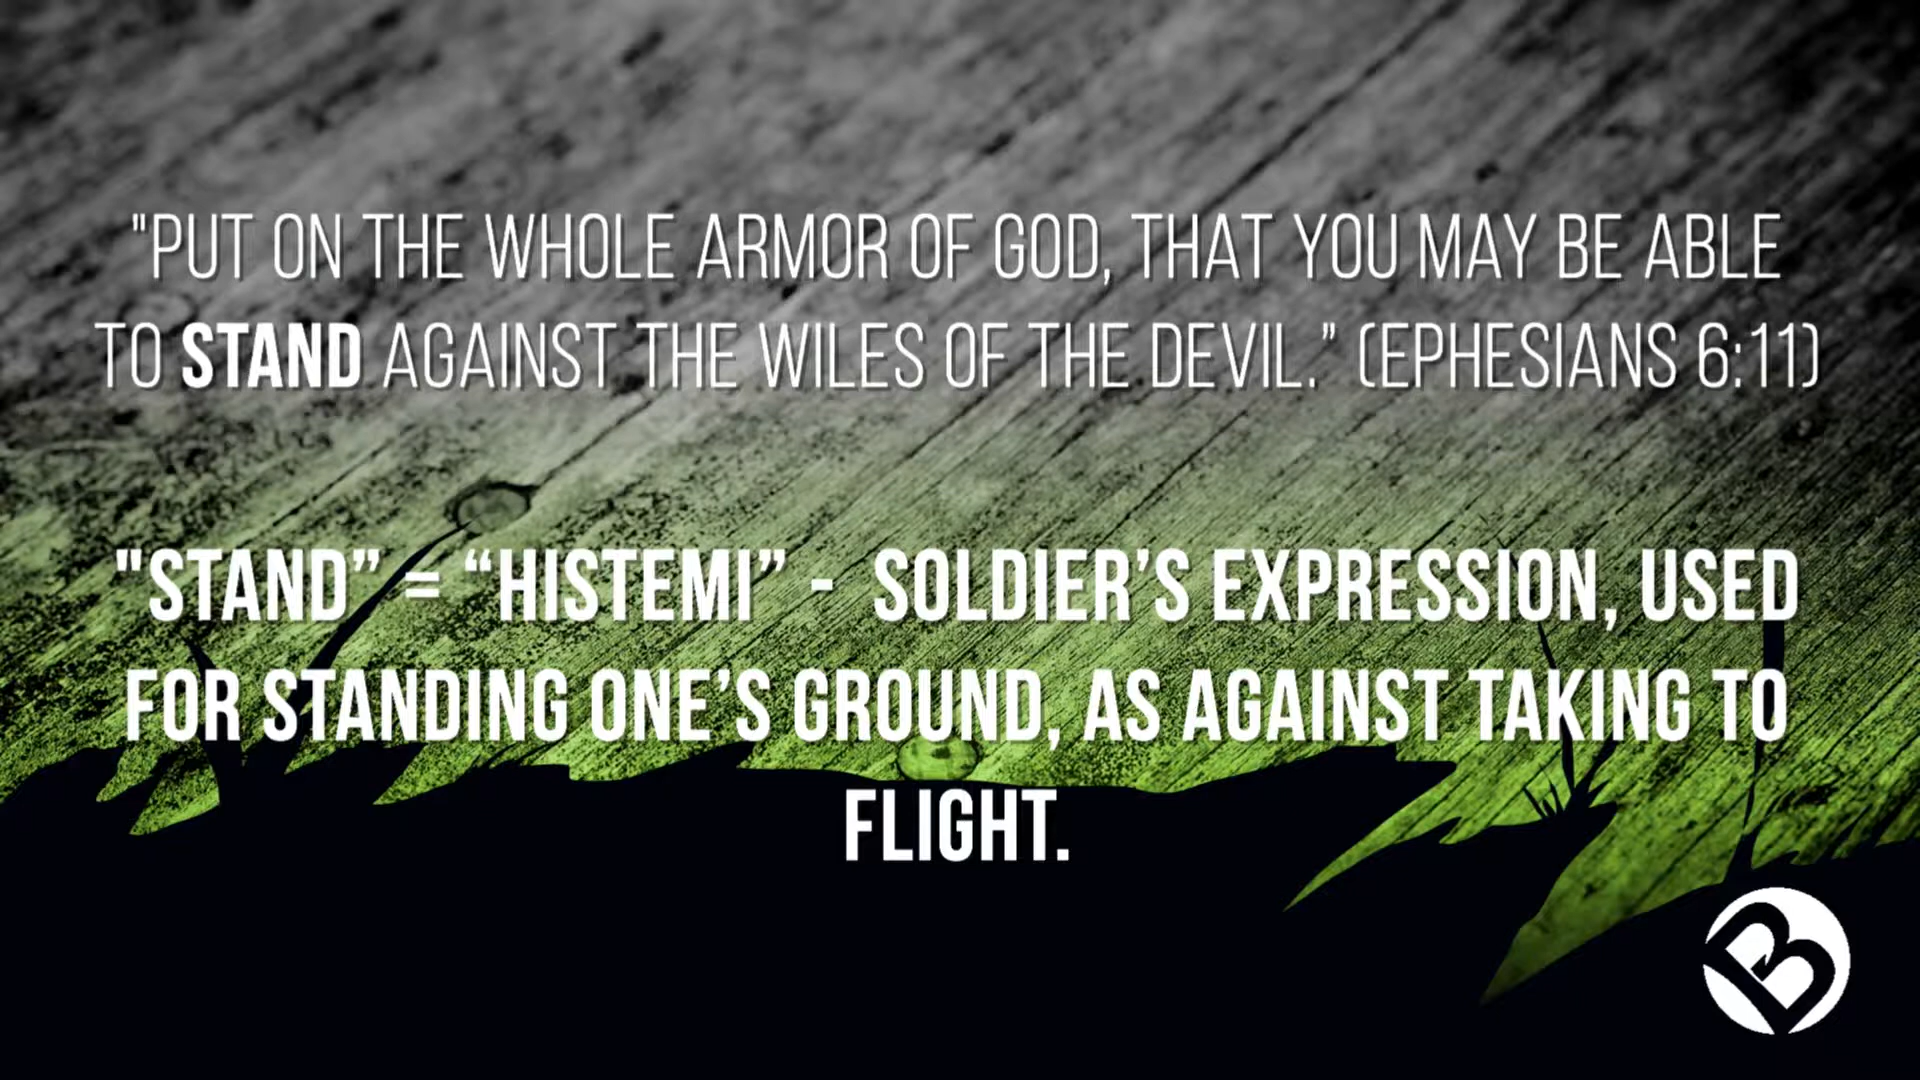 "PUT ON THE WHOLE ARMOR OF GOD, THAT YOU MAY BE ABLE
TO STAND AGAINST THE WILES OF THE DEVIL.” (EPHESIANS 6:11)
"STAND” = “HISTEMI” - SOLDIER’S EXPRESSION, USED
FOR STANDING ONE’S GROUND, AS AGAINST TAKING TO
FLIGHT.
B